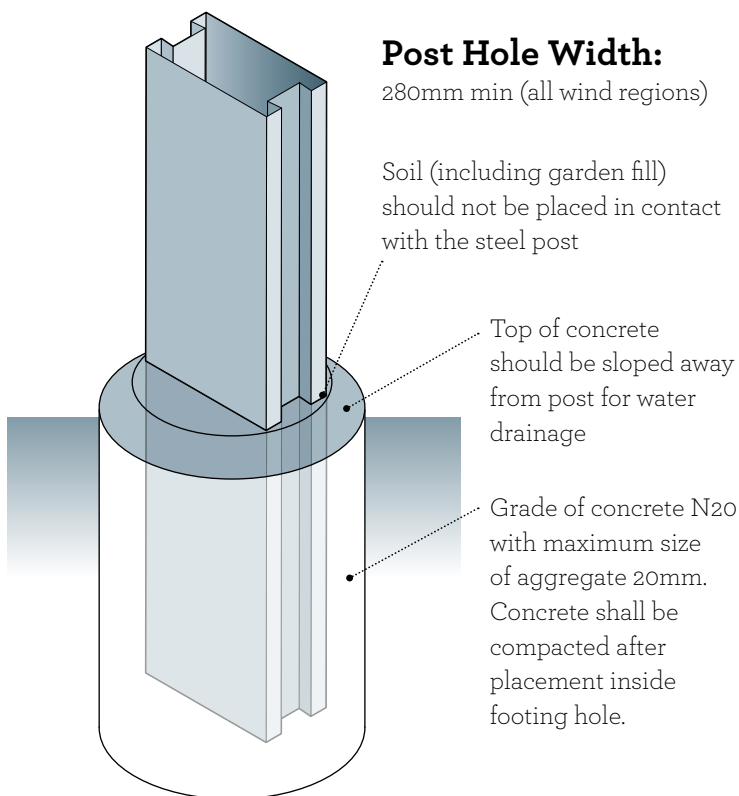 Post Hole Width:
280mm min (all wind regions)
Soil (including garden fill)
should not be placed in contact
with the steel post
Top of concrete
should be sloped away
from post for water
drainage
Grade of concrete N20
with maximum size
of aggregate 20mm.
Concrete shall be
compacted after
placement inside
footing hole.